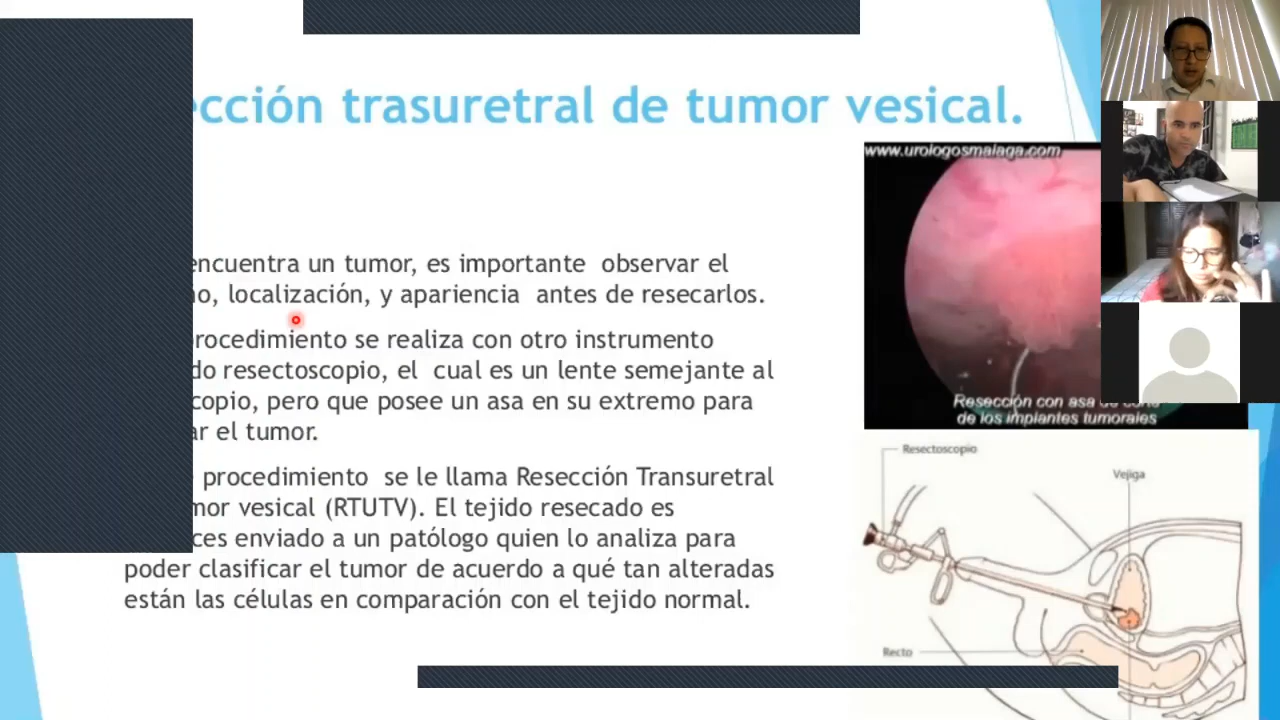 ección trasuretral de tumor vesical.
encuentra un tumor, es importante observar el
o, localización, y apariencia antes de resecarlos.
rocedimiento se realiza con otro instrumento
do resectoscopio, el cual es un lente semejante al
copio, pero que posee un asa en su extremo para
ar el tumor.
procedimiento se le llama Resección Transuretral
mor vesical (RTUTV). El tejido resecado es
ces enviado a un patólogo quien lo analiza para
poder clasificar el tumor de acuerdo a qué tan alteradas
están las células en comparación con el tejido normal.
www.urologosmalaga.com
Resección con asa de
de los implantes tumorales
Resectoscopio
Vejiga
Recto